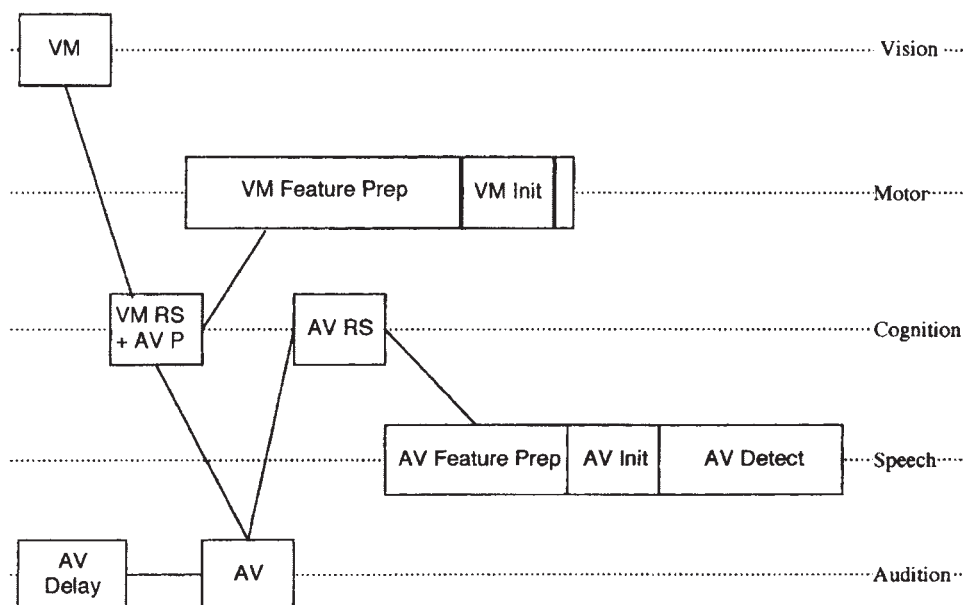 VM
Vision
VM Feature Prep
VM Init
Motor
VM RS
+ AV P
AV RS
Cognition
AV Feature Prep
AV Init
AV Detect
Speech
AV
Delay
AV
Audition